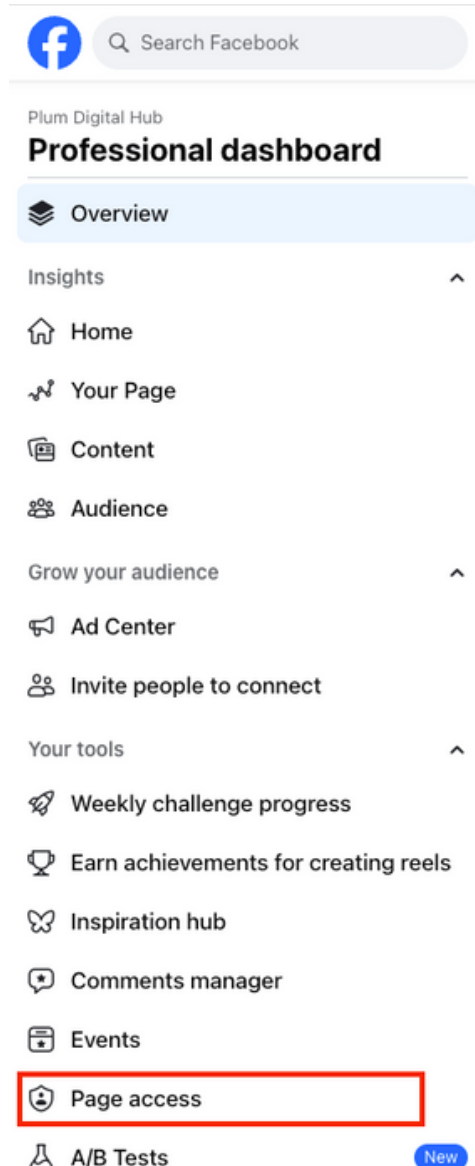 Search Facebook
Plum Digital Hub
Professional dashboard
Overview
Insights
Home
Your Page
Content
Audience
Grow your audience
Ad Center
Invite people to connect
Your tools
Weekly challenge progress
Earn achievements for creating reels
Inspiration hub
Comments manager
Events
Page access
A/B Tests New